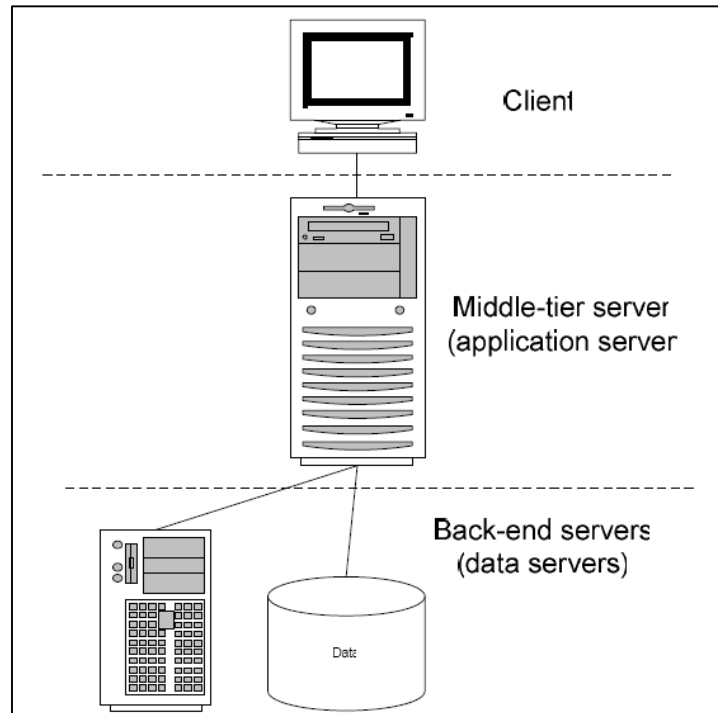 Client
Middle-tier server
(application server
Back-end servers
(data servers)
Data